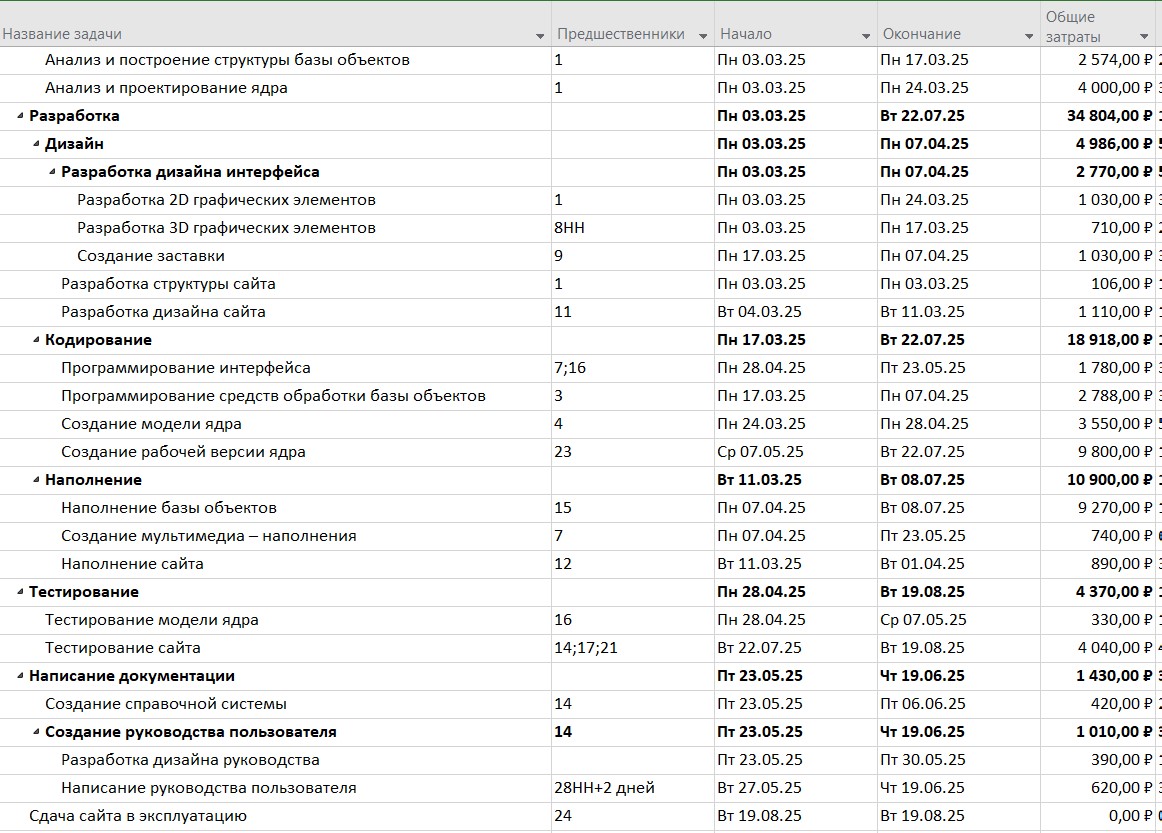 Название задачи Предшественники Начало Окончание Общие затраты
Анализ и построение структуры базы объектов 1 Пн 03.03.25 Пн 17.03.25 2 574,00 ₽
Анализ и проектирование ядра 1 Пн 03.03.25 Пн 24.03.25 4 000,00 ₽
Разработка Пн 03.03.25 Вт 22.07.25 34 804,00 ₽
Дизайн Пн 03.03.25 Пн 07.04.25 4 986,00 ₽
Разработка дизайна интерфейса Пн 03.03.25 Пн 07.04.25 2 770,00 ₽
Разработка 2D графических элементов 1 Пн 03.03.25 Пн 24.03.25 1 030,00 ₽
Разработка 3D графических элементов 8НН Пн 03.03.25 Пн 17.03.25 710,00 ₽
Создание заставки 9 Пн 17.03.25 Пн 07.04.25 1 030,00 ₽
Разработка структуры сайта 1 Пн 03.03.25 Пн 03.03.25 106,00 ₽
Разработка дизайна сайта 11 Вт 04.03.25 Вт 11.03.25 1 110,00 ₽
Кодирование Пн 17.03.25 Вт 22.07.25 18 918,00 ₽
Программирование интерфейса 7;16 Пн 28.04.25 Пт 23.05.25 1 780,00 ₽
Программирование средств обработки базы объектов 3 Пн 17.03.25 Пн 07.04.25 2 788,00 ₽
Создание модели ядра 4 Пн 24.03.25 Пн 28.04.25 3 550,00 ₽
Создание рабочей версии ядра 23 Ср 07.05.25 Вт 22.07.25 9 800,00 ₽
Наполнение Вт 11.03.25 Вт 08.07.25 10 900,00 ₽
Наполнение базы объектов 15 Пн 07.04.25 Вт 08.07.25 9 270,00 ₽
Создание мультимедиа – наполнения 7 Пн 07.04.25 Пт 23.05.25 740,00 ₽
Наполнение сайта 12 Вт 11.03.25 Вт 01.04.25 890,00 ₽
Тестирование Пн 28.04.25 Вт 19.08.25 4 370,00 ₽
Тестирование модели ядра 16 Пн 28.04.25 Ср 07.05.25 330,00 ₽
Тестирование сайта 14;17;21 Вт 22.07.25 Вт 19.08.25 4 040,00 ₽
Написание документации Пт 23.05.25 Чт 19.06.25 1 430,00 ₽
Создание справочной системы 14 Пт 23.05.25 Пт 06.06.25 420,00 ₽
Создание руководства пользователя 14 Пт 23.05.25 Чт 19.06.25 1 010,00 ₽
Разработка дизайна руководства Пт 23.05.25 Пт 30.05.25 390,00 ₽
Написание руководства пользователя 28НН+2 дней Вт 27.05.25 Чт 19.06.25 620,00 ₽
Сдача сайта в эксплуатацию 24 Вт 19.08.25 Вт 19.08.25 0,00 ₽